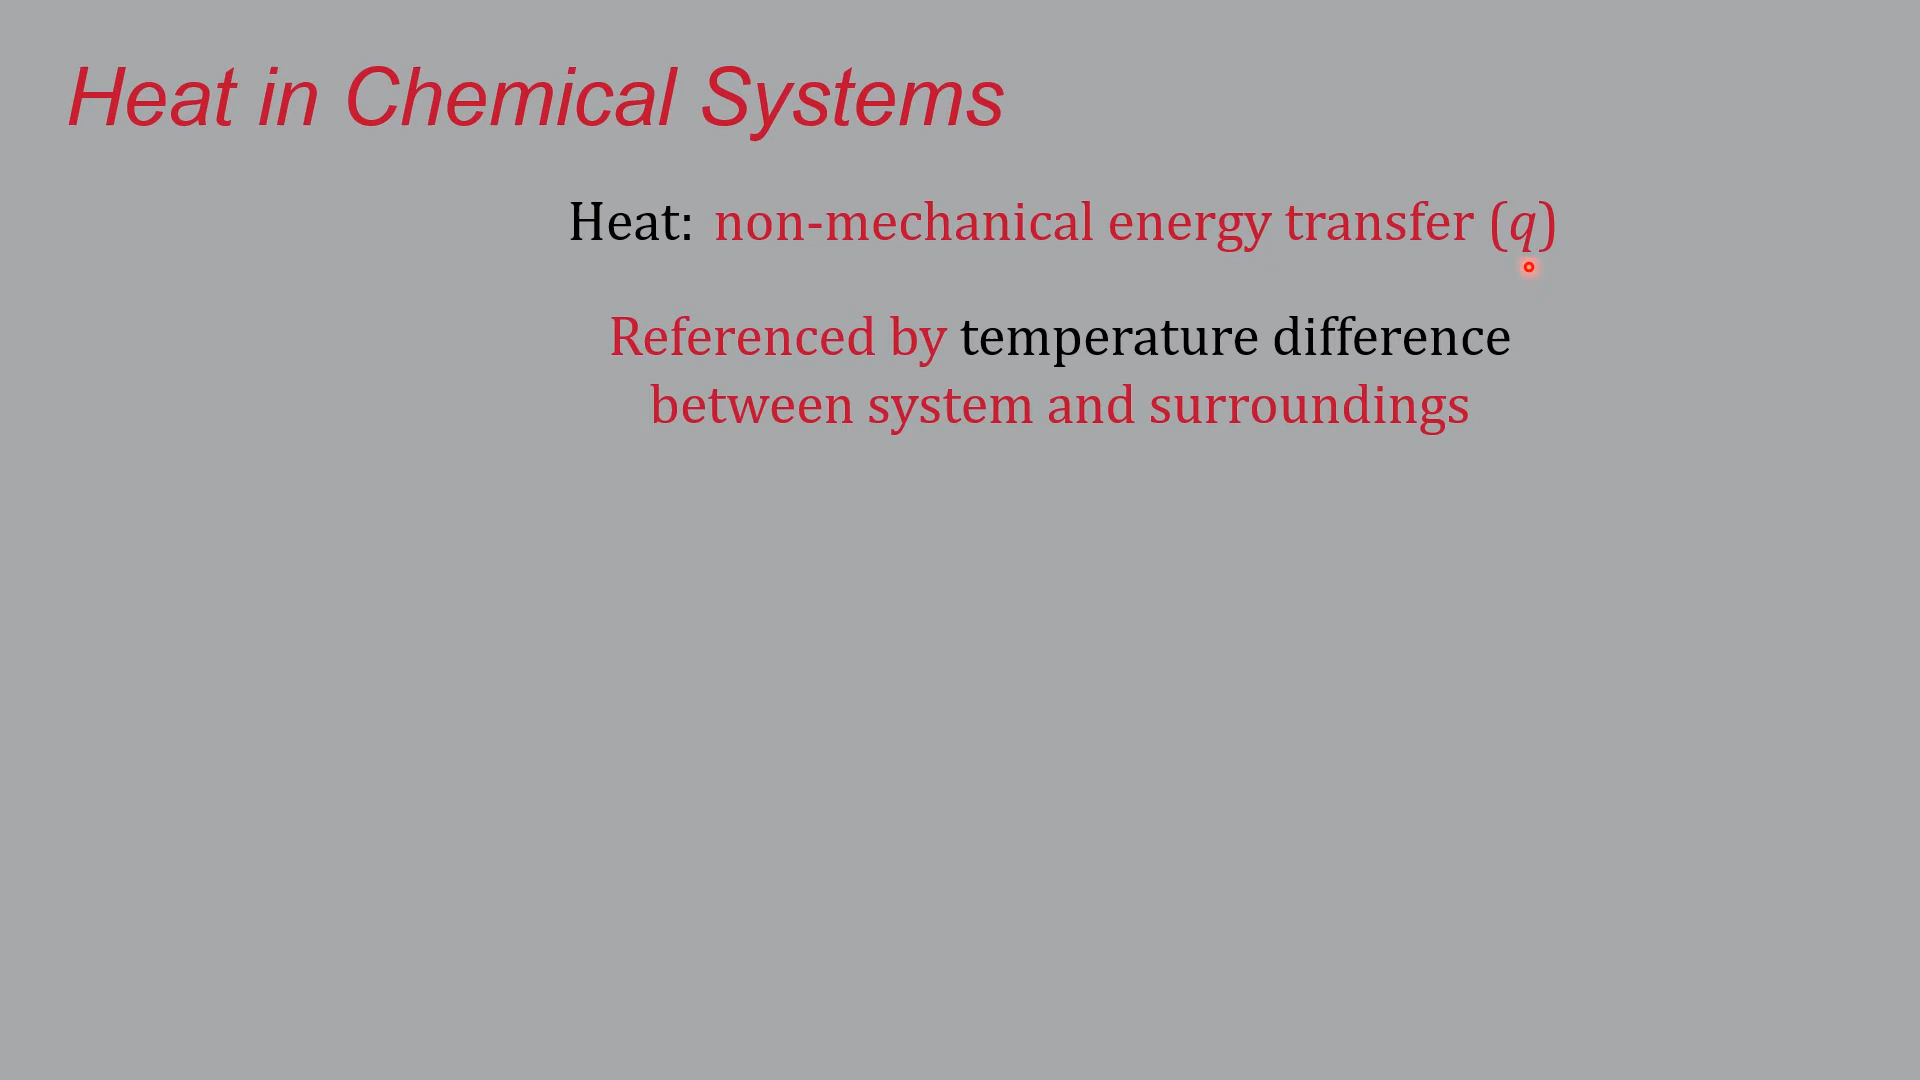 Heat in Chemical Systems
Heat: non-mechanical energy transfer (q)
Referenced by temperature difference
between system and surroundings